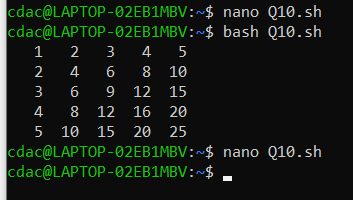 cdac@LAPTOP-02EB1MBV:~$ nano Q10.sh
cdac@LAPTOP-02EB1MBV:~$ bash Q10.sh
   1   2   3   4   5
   2   4   6   8  10
   3   6   9  12  15
   4   8  12  16  20
   5  10  15  20  25
cdac@LAPTOP-02EB1MBV:~$ nano Q10.sh
cdac@LAPTOP-02EB1MBV:~$